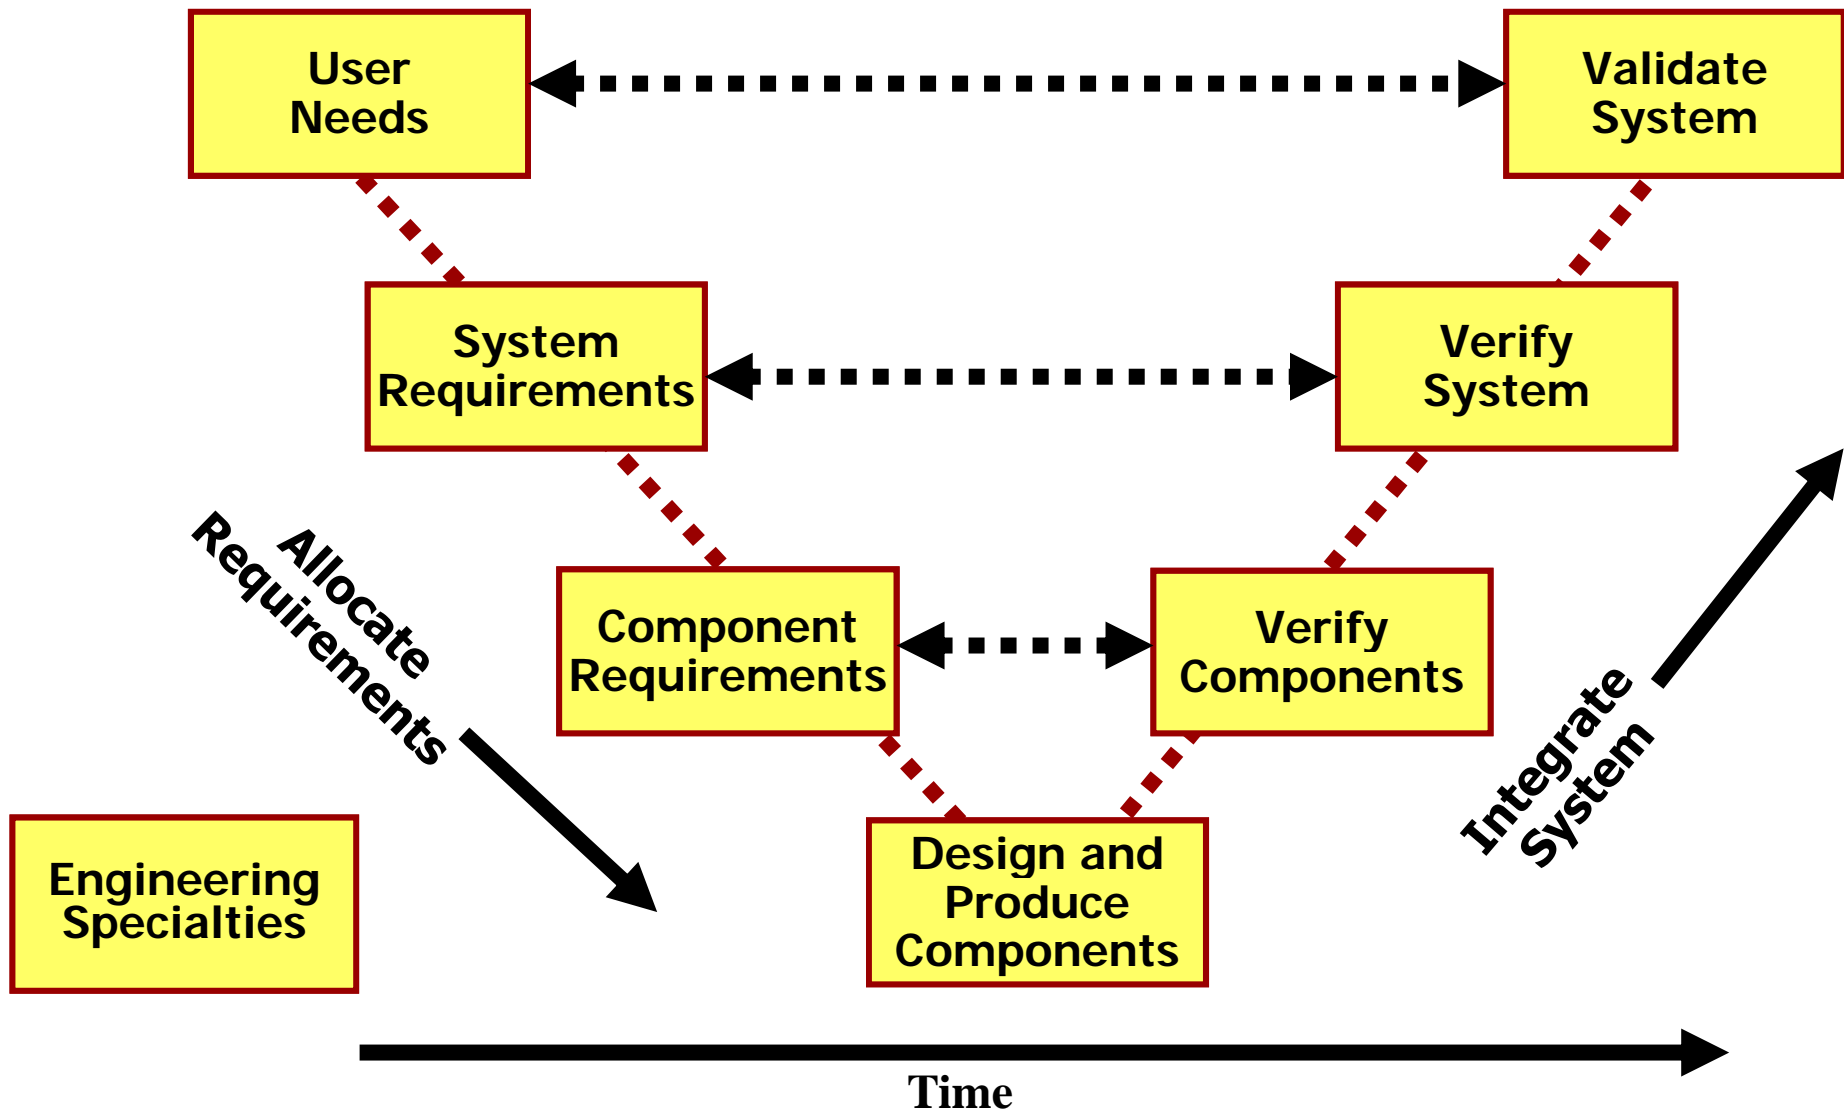 User
Needs
Validate
System
System
Requirements
Verify
System
Allocate
Requirements
Component
Requirements
Verify
Components
Integrate
System
Engineering
Specialties
Design and
Produce
Components
Time